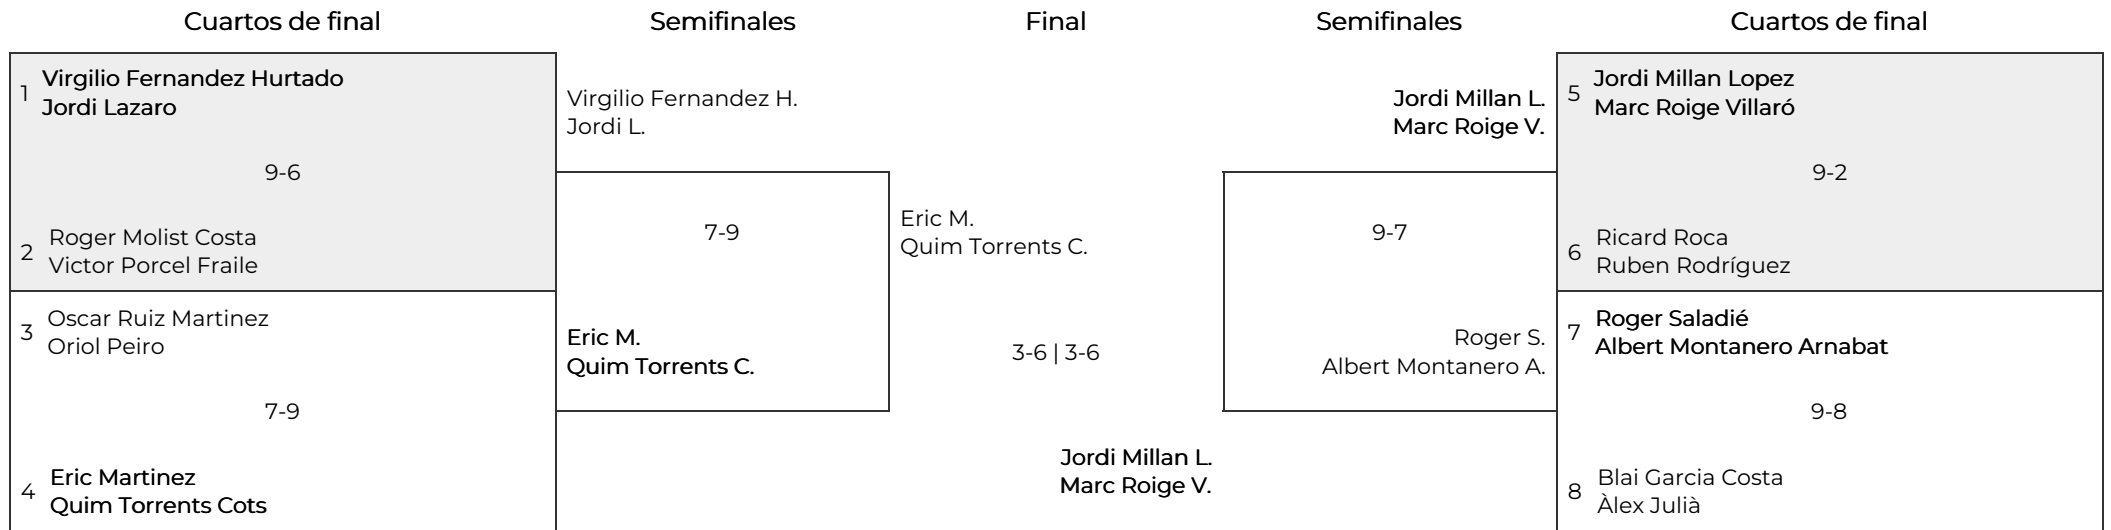 Cuartos de final
Semifinales
Final
Semifinales
Cuartos de final
1
Virgilio Fernandez Hurtado
Jordi Lazaro
9-6
2
Roger Molist Costa
Victor Porcel Fraile
3
Oscar Ruiz Martinez
Oriol Peiro
7-9
4
Eric Martinez
Quim Torrents Cots
Virgilio Fernandez H.
Jordi L.
7-9
Eric M.
Quim Torrents C.
Eric M.
Quim Torrents C.
3-6 | 3-6
Jordi Millan L.
Marc Roige V.
Jordi Millan L.
Marc Roige V.
9-7
Roger S.
Albert Montanero A.
5
Jordi Millan Lopez
Marc Roige Villaró
9-2
6
Ricard Roca
Ruben Rodríguez
7
Roger Saladié
Albert Montanero Arnabat
9-8
8
Blai Garcia Costa
Àlex Julià